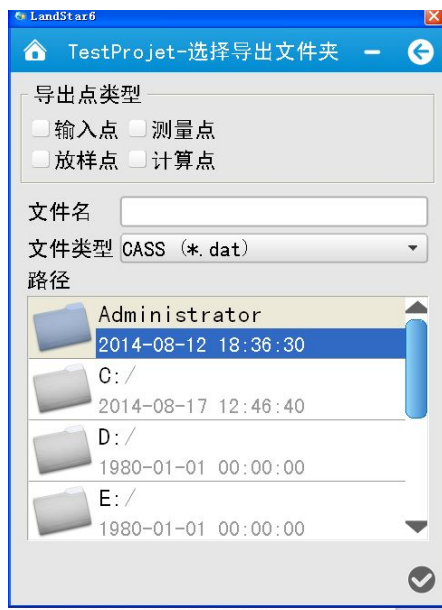 LandStar6
TestProjet-选择导出文件夹
导出点类型
输入点 测量点
放样点 计算点
文件名
文件类型 CASS (*.dat)
路径
Administrator
2014-08-12 18:36:30
C:/
2014-08-17 12:46:40
D:/
1980-01-01 00:00:00
E:/
1980-01-01 00:00:00